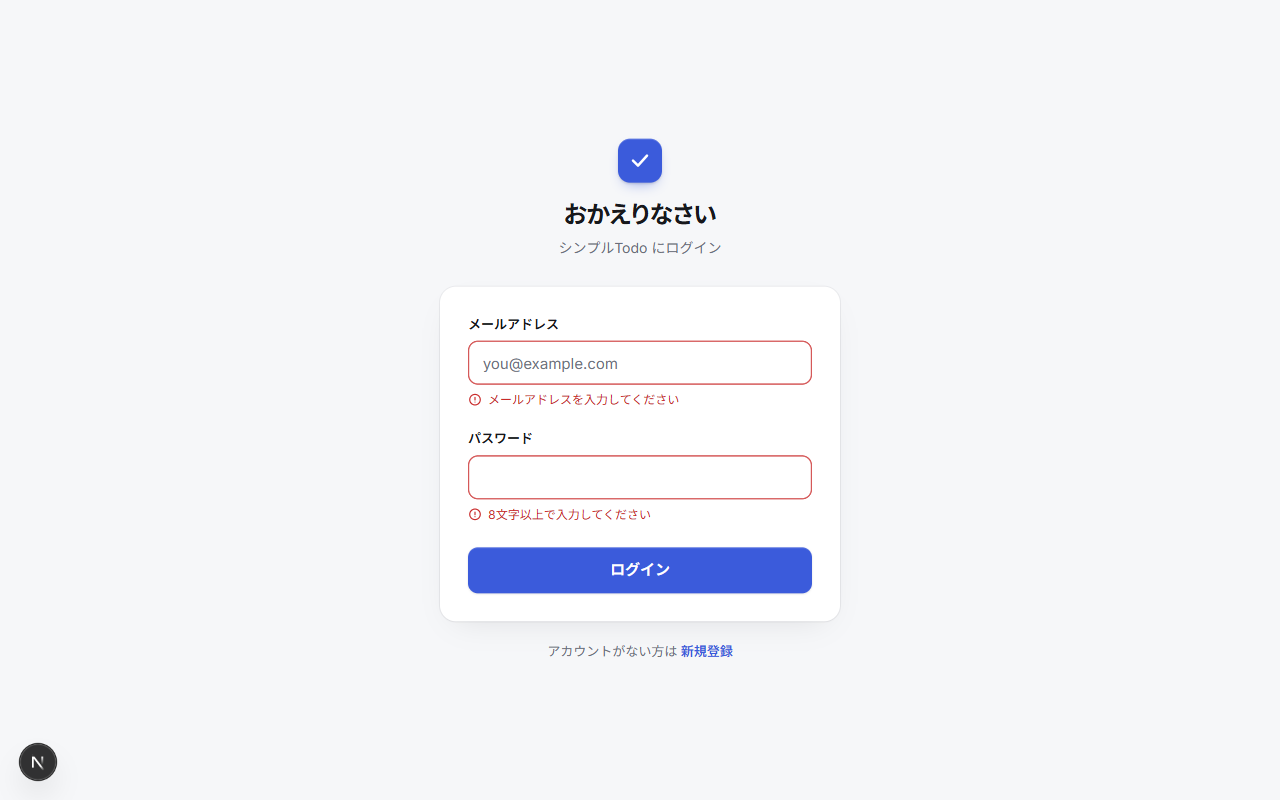 おかえりなさい
シンプルTodo にログイン
メールアドレス
you@example.com
メールアドレスを入力してください
パスワード
8文字以上で入力してください
ログイン
アカウントがない方は 新規登録
N